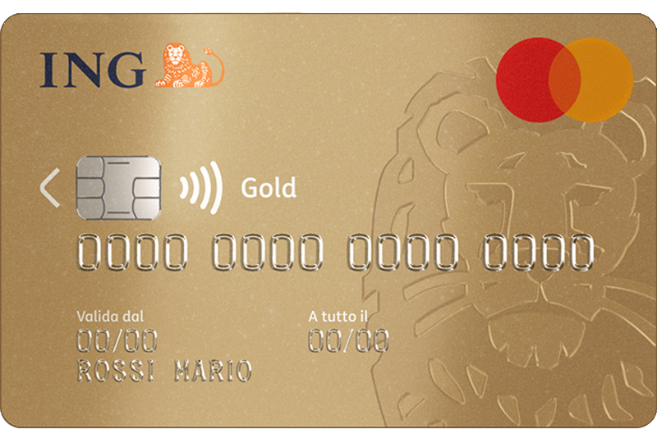 ING
Gold
0000 0000 0000 0000
Valida dal
A tutto il
00/00
00/00
ROSSI MARIO